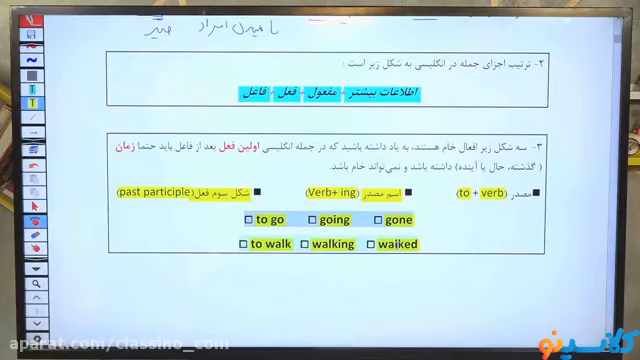 نامیدن اسراد ضمیر
۲- ترتیب اجزای جمله در انگلیسی به شکل زیر است :
اطلاعات بیشتر + مفعول + فعل + فاعل
۳- سه شکل زیر افعال خام هستند، به یاد داشته باشید که در جمله انگلیسی اولین فعل بعد از فاعل باید حتما زمان
( گذشته، حال یا آینده) داشته باشد و نمی‌تواند خام باشد.
■ مصدر (to + verb) ■ اسم مصدر (Verb+ ing) ■ شکل سوم فعل (past participle)
to go going gone
to walk walking walked
aparat.com/classino_com
کلاسینو